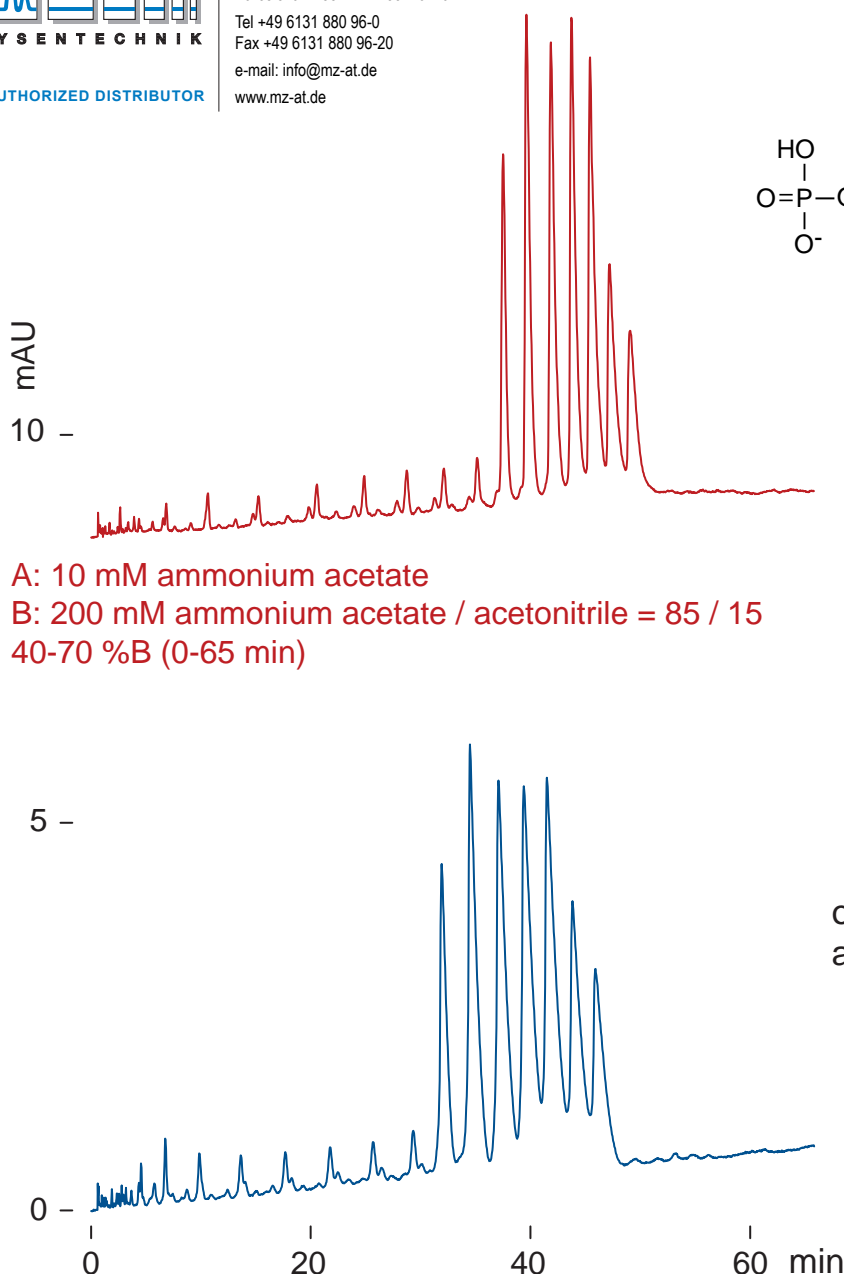 YSENTECHNIK
UTHORIZED DISTRIBUTOR
Tel +49 6131 880 96-0
Fax +49 6131 880 96-20
e-mail: info@mz-at.de
www.mz-at.de
HO
O=P–
O-
mAU
10
A: 10 mM ammonium acetate
B: 200 mM ammonium acetate / acetonitrile = 85 / 15
40-70 %B (0-65 min)
5
0
0 20 40 60 min